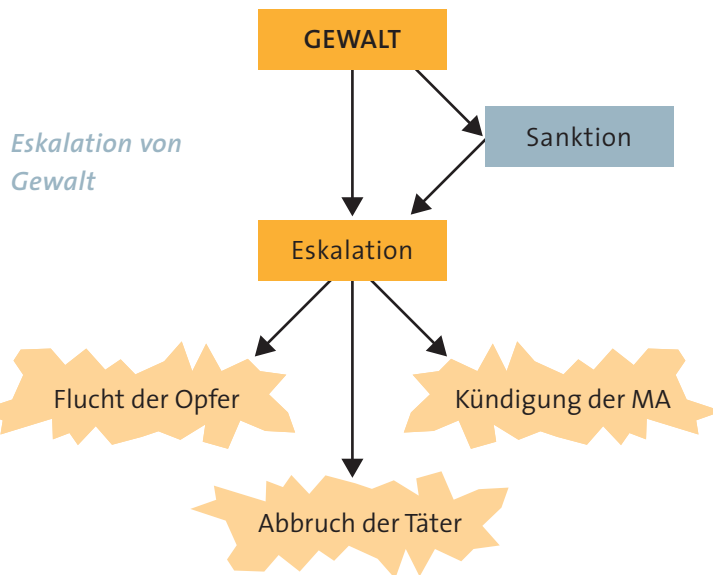 GEWALT
Eskalation von
Gewalt
Sanktion
Eskalation
Flucht der Opfer
Kündigung der MA
Abbruch der Täter